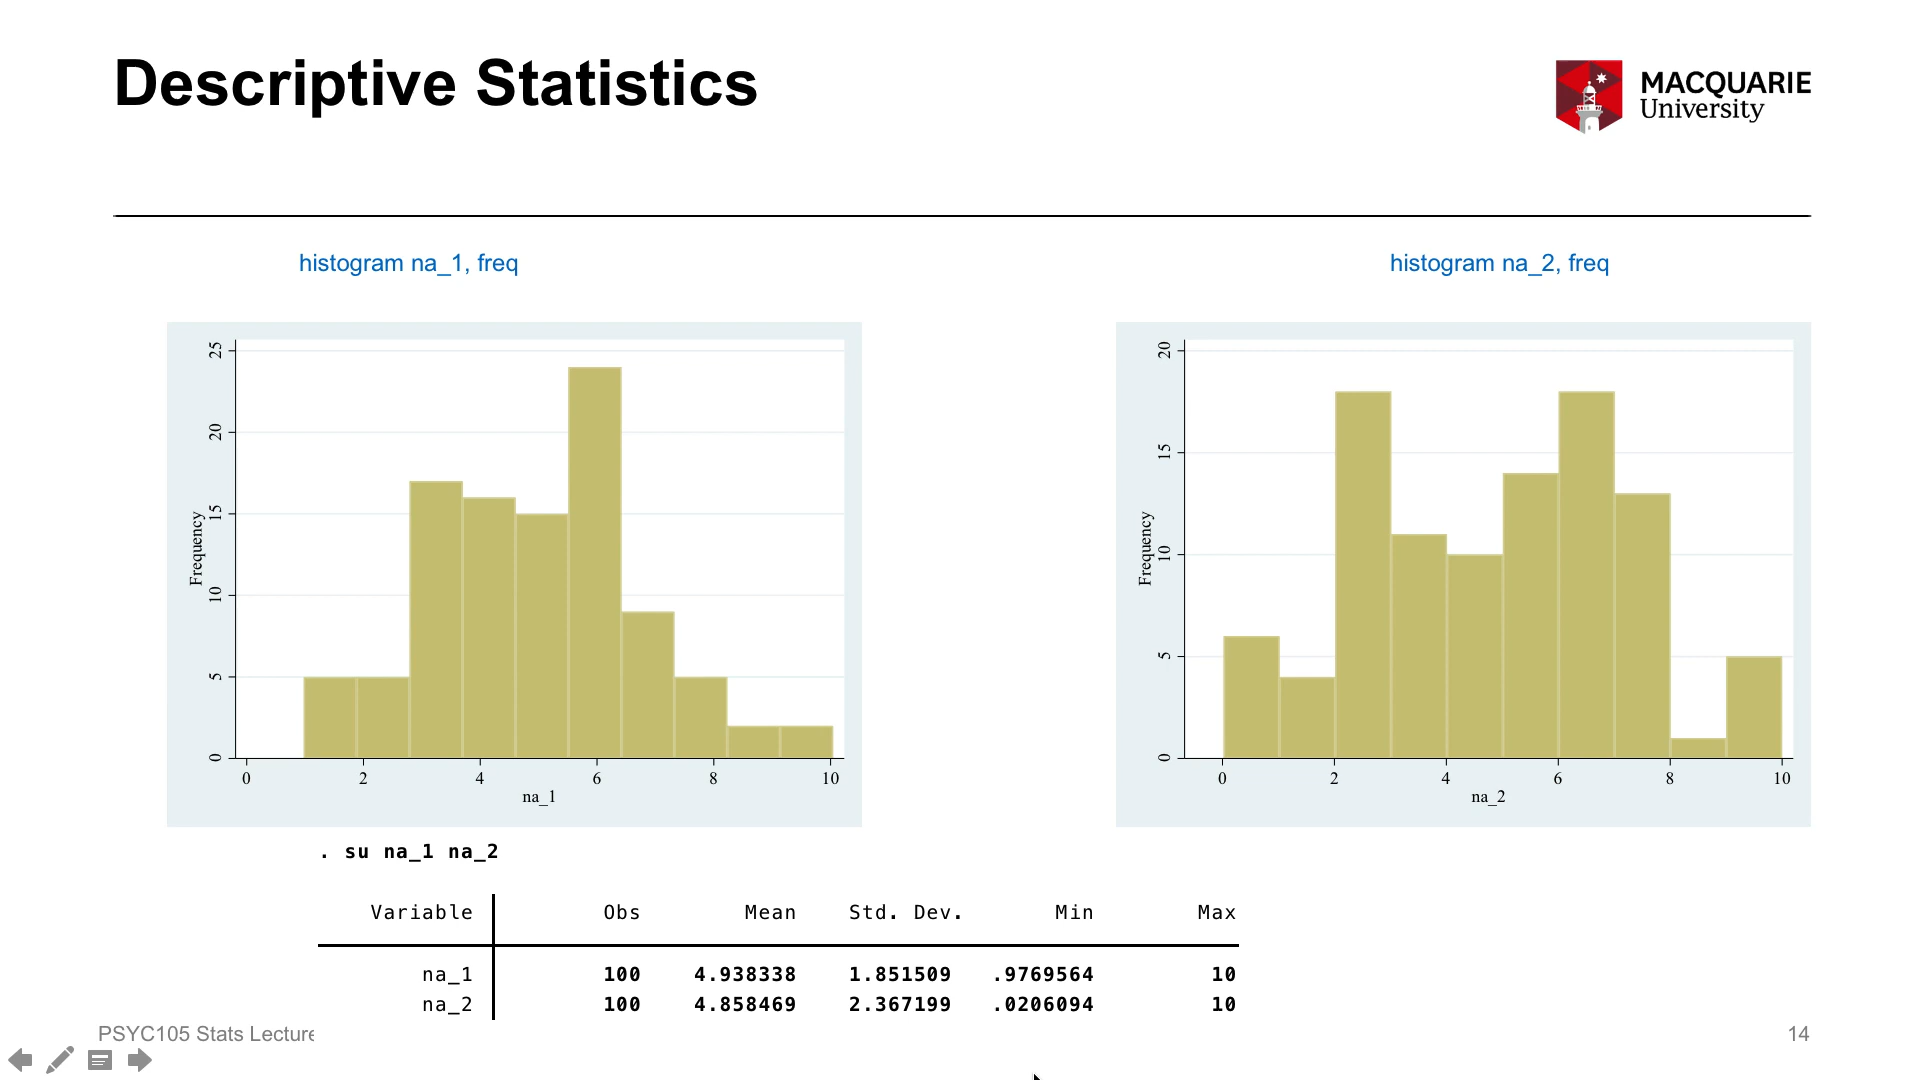 Descriptive Statistics
MACQUARIE
University
histogram na_1, freq
histogram na_2, freq
Frequency
0 5 10 15 20 25
0 2 4 6 8 10
na_1
Frequency
0 5 10 15 20
0 2 4 6 8 10
na_2
. su na_1 na_2
Variable Obs Mean Std. Dev. Min Max
na_1 100 4.938338 1.851509 .9769564 10
na_2 100 4.858469 2.367199 .0206094 10
PSYC105 Stats Lecture
14